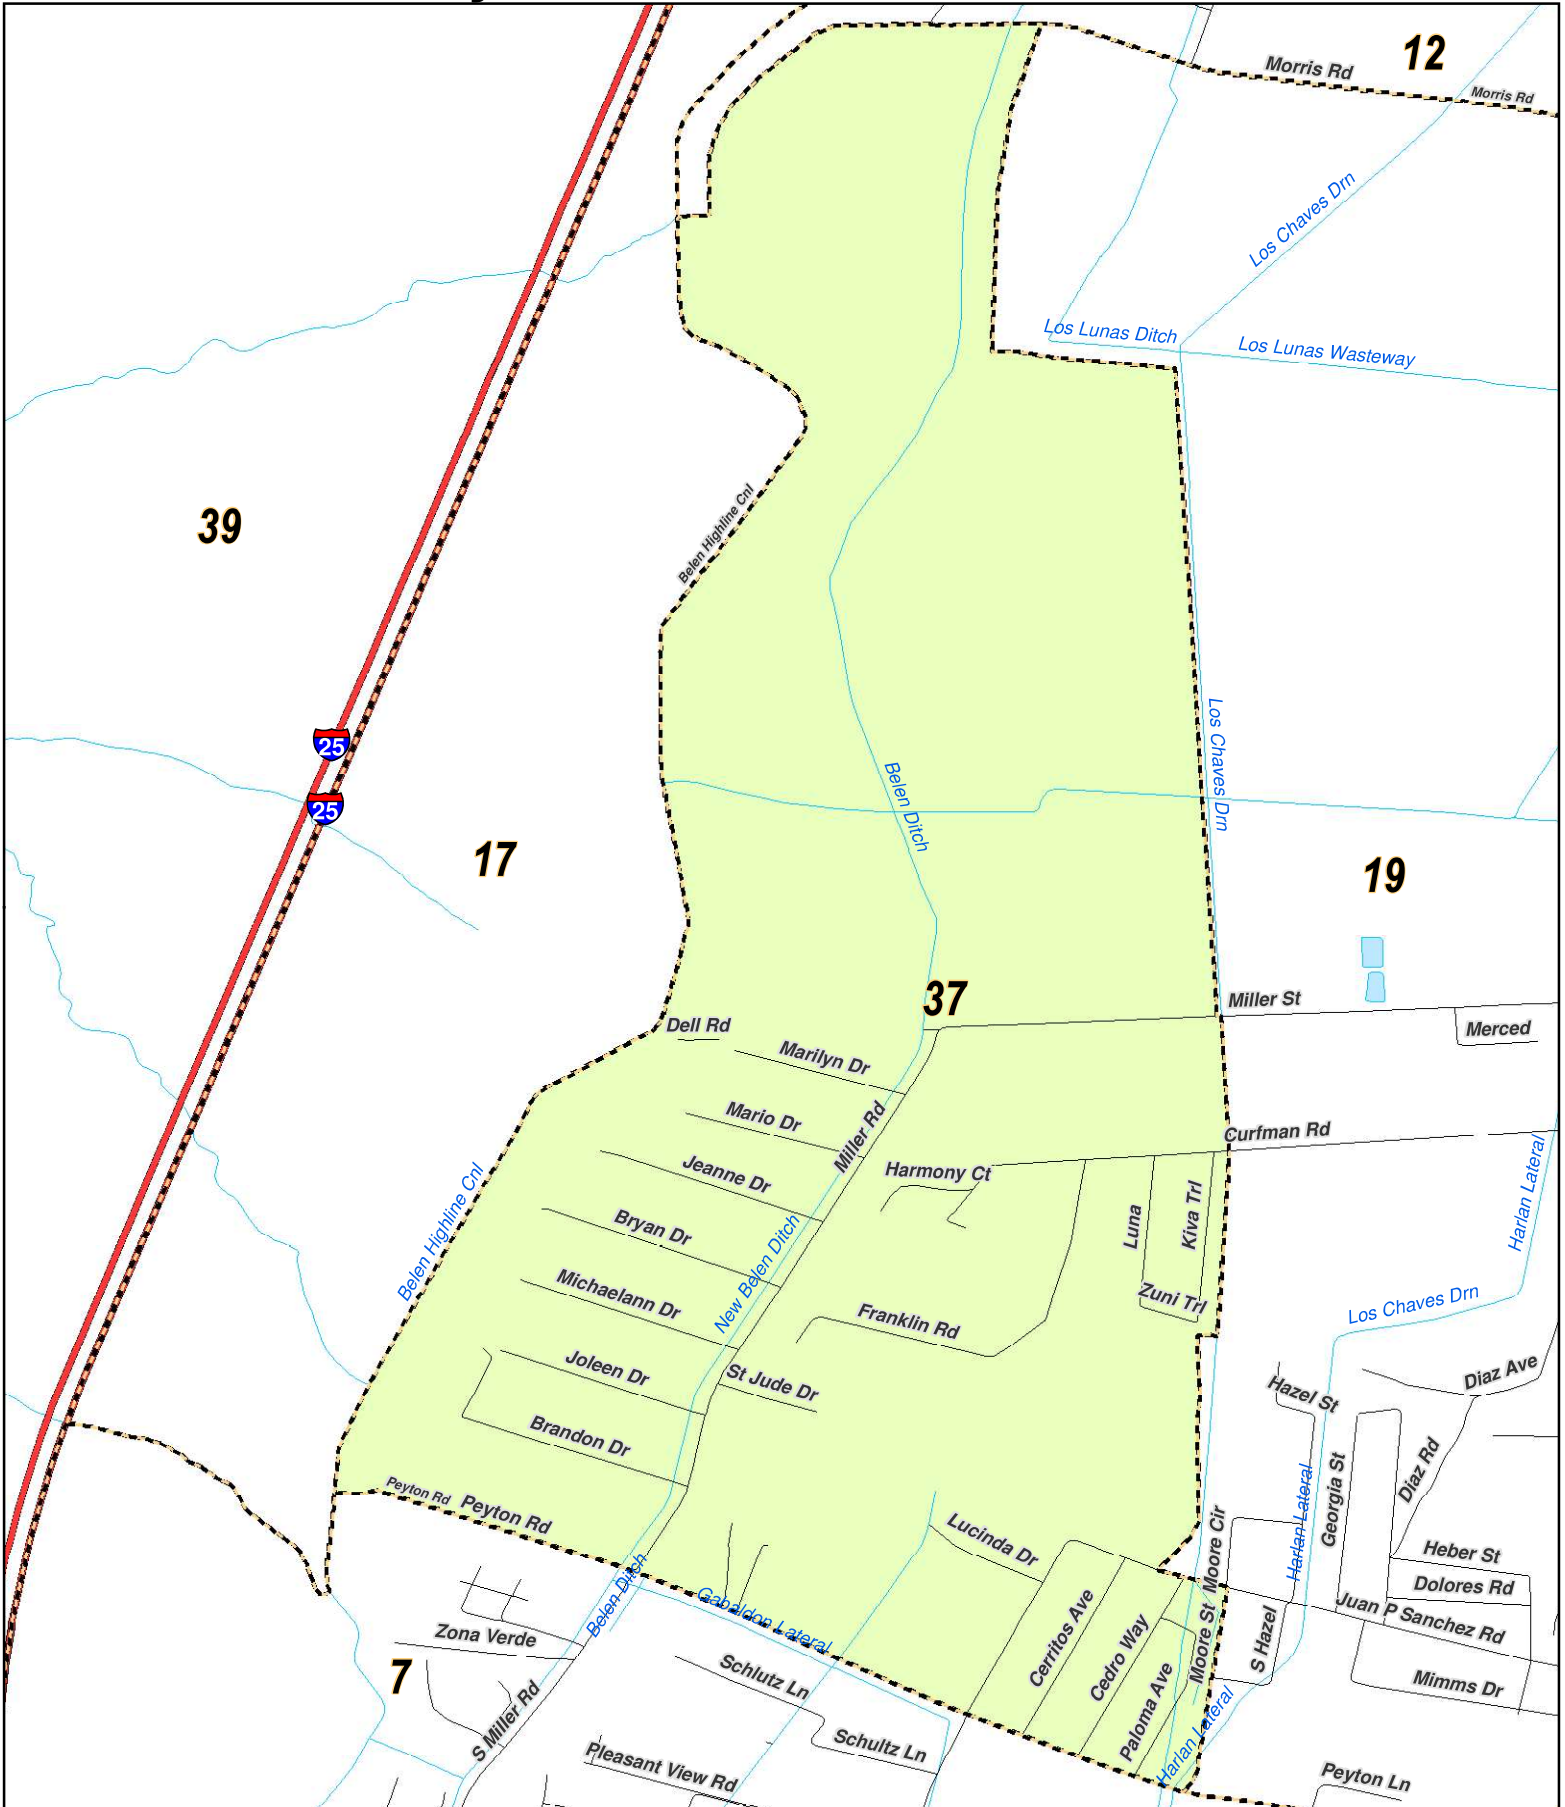 12
Morris Rd
Morris Rd
Los Chaves Drn
Los Lunas Ditch
Los Lunas Wasteway
39
Belen Highline Cnl
25
25
Los Chaves Drn
Belen Ditch
17
19
37
Miller St
Merced
Dell Rd
Marilyn Dr
Mario Dr
Miller Rd
Curfman Rd
Harlan Lateral
Jeanne Dr
Harmony Ct
Luna
Kiva Trl
Belen Highline Cnl
Bryan Dr
New Belen Ditch
Michaelann Dr
Zuni Trl
Los Chaves Drn
Franklin Rd
Joleen Dr
St Jude Dr
Hazel St
Diaz Ave
Brandon Dr
Diaz Rd
Georgia St
Harlan Lateral
Peyton Rd
Peyton Rd
Lucinda Dr
Moore Cir
Heber St
Dolores Rd
Belen Ditch
Gabaldon Lateral
Juan P Sanchez Rd
Cerritos Ave
Cedro Way
Moore St
S Hazel
Zona Verde
7
Schlutz Ln
Mimms Dr
Paloma Ave
S Miller Rd
Harlan Lateral
Schultz Ln
Pleasant View Rd
Peyton Ln